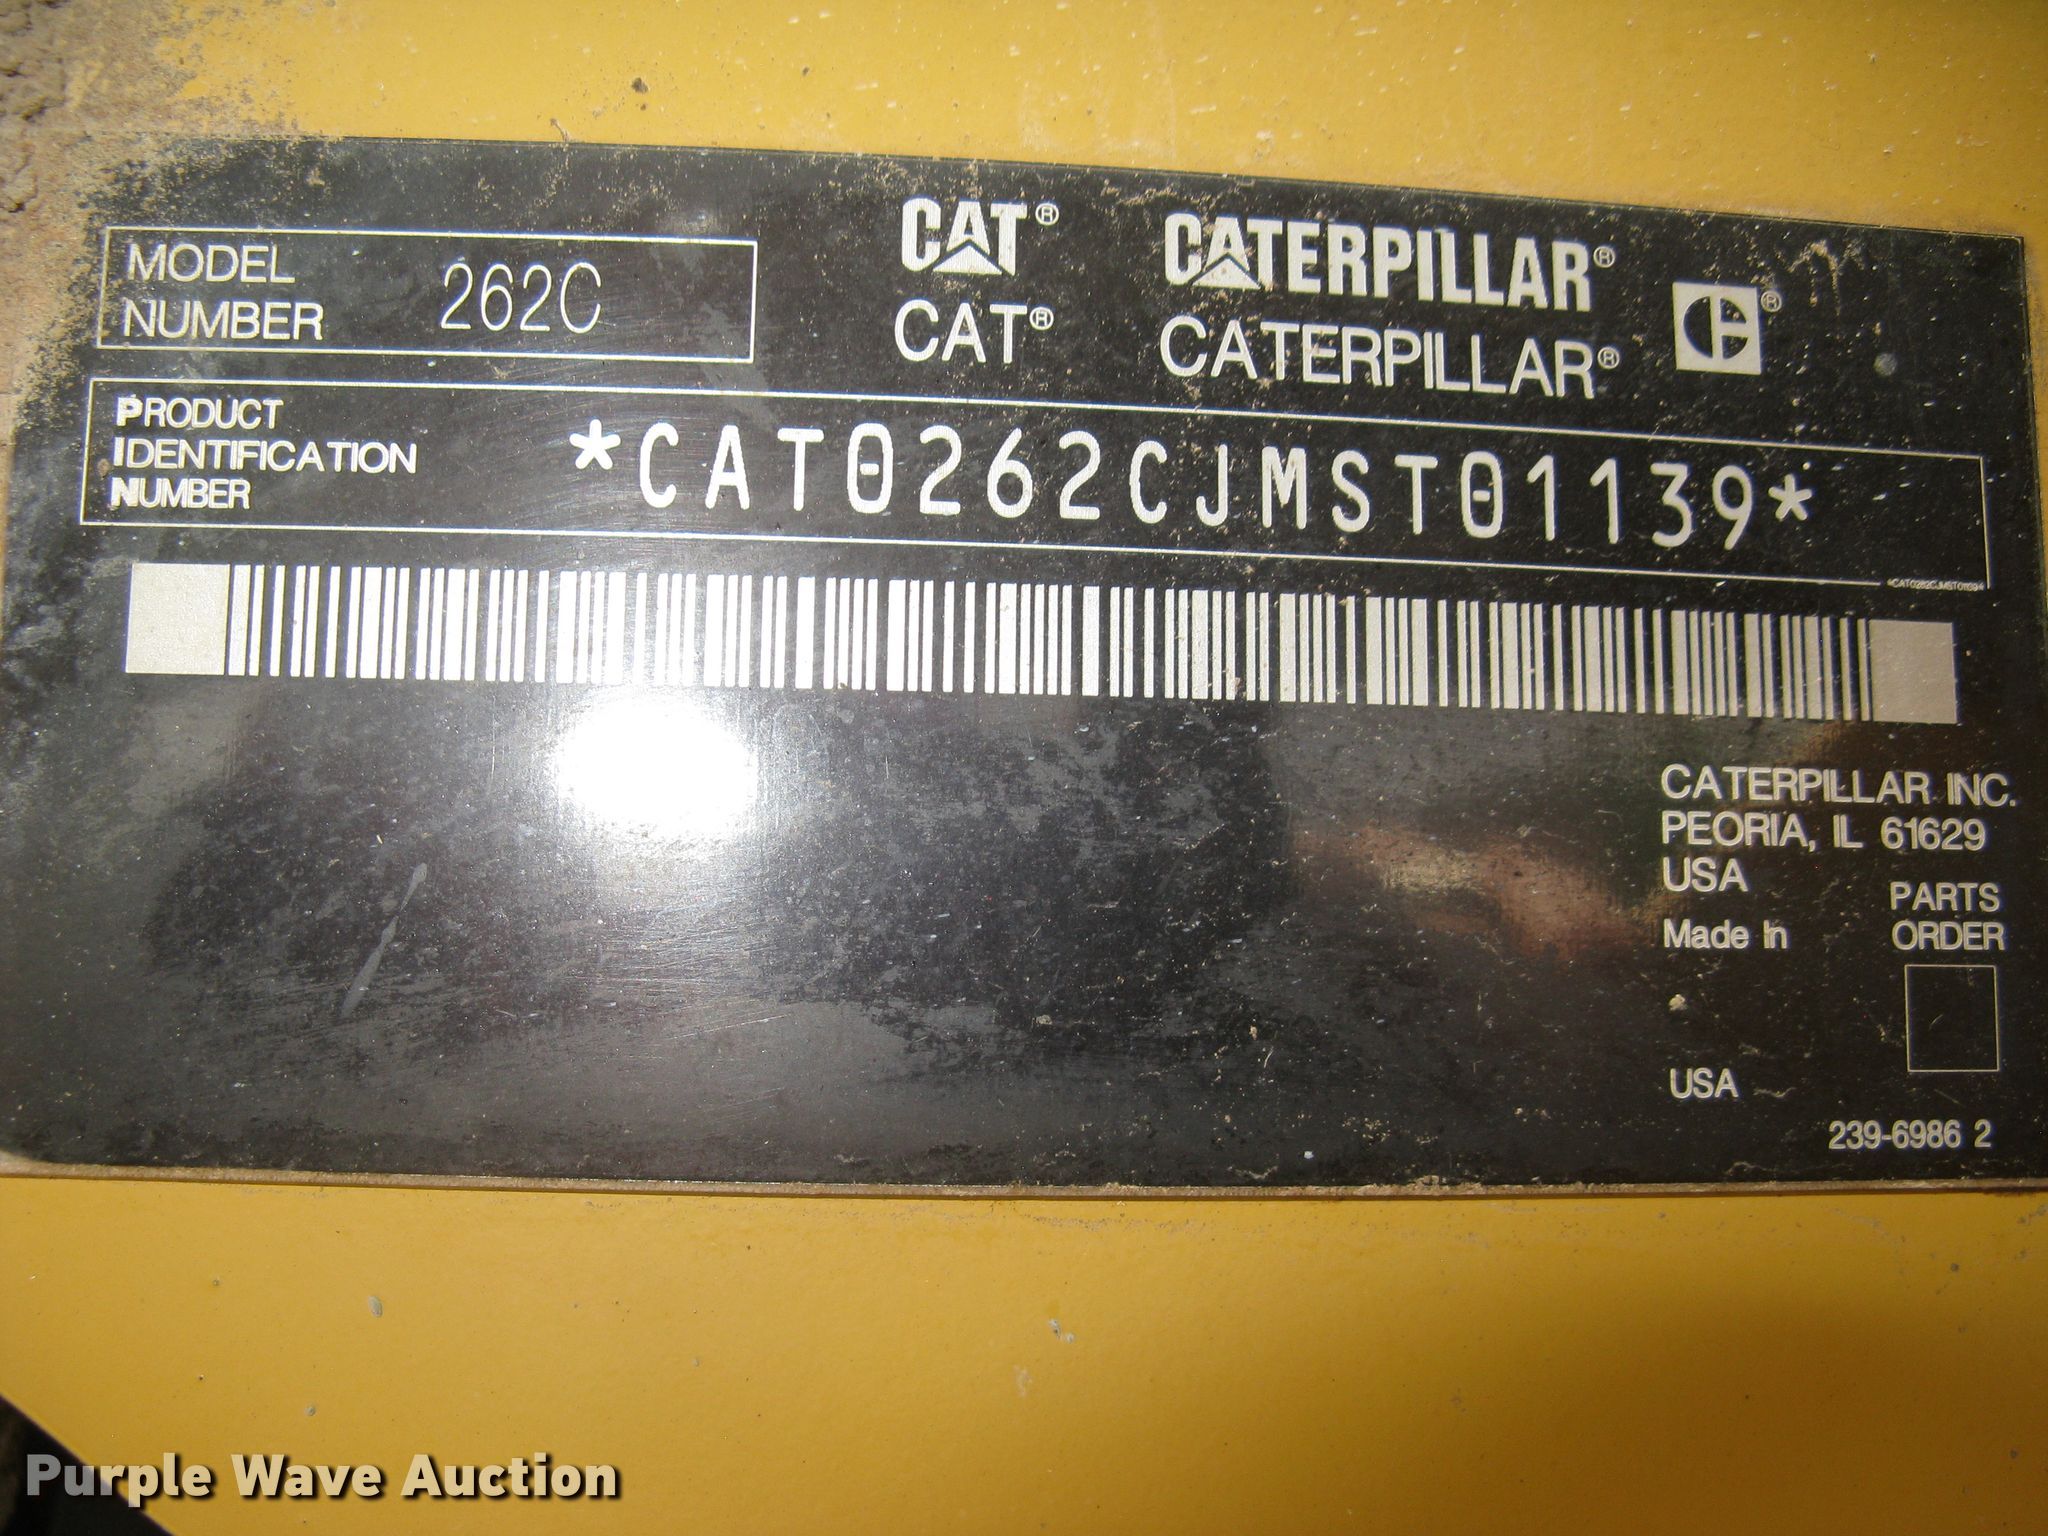 MODEL
NUMBER
262C
CAT® CATERPILLAR®
CAT® CATERPILLAR®
PRODUCT
IDENTIFICATION
NUMBER
*CAT0262CJMST01139*
*CAT0262CJMST01139*
CATERPILLAR INC.
PEORIA, IL 61629
USA
PARTS
ORDER
Made In
USA
239-6986 2
Purple Wave Auction